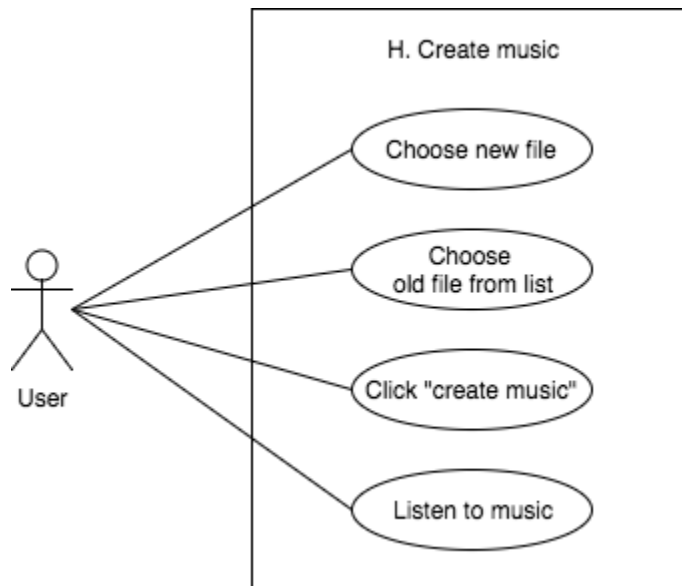 H. Create music
Choose new file
Choose
old file from list
Click "create music"
Listen to music
User